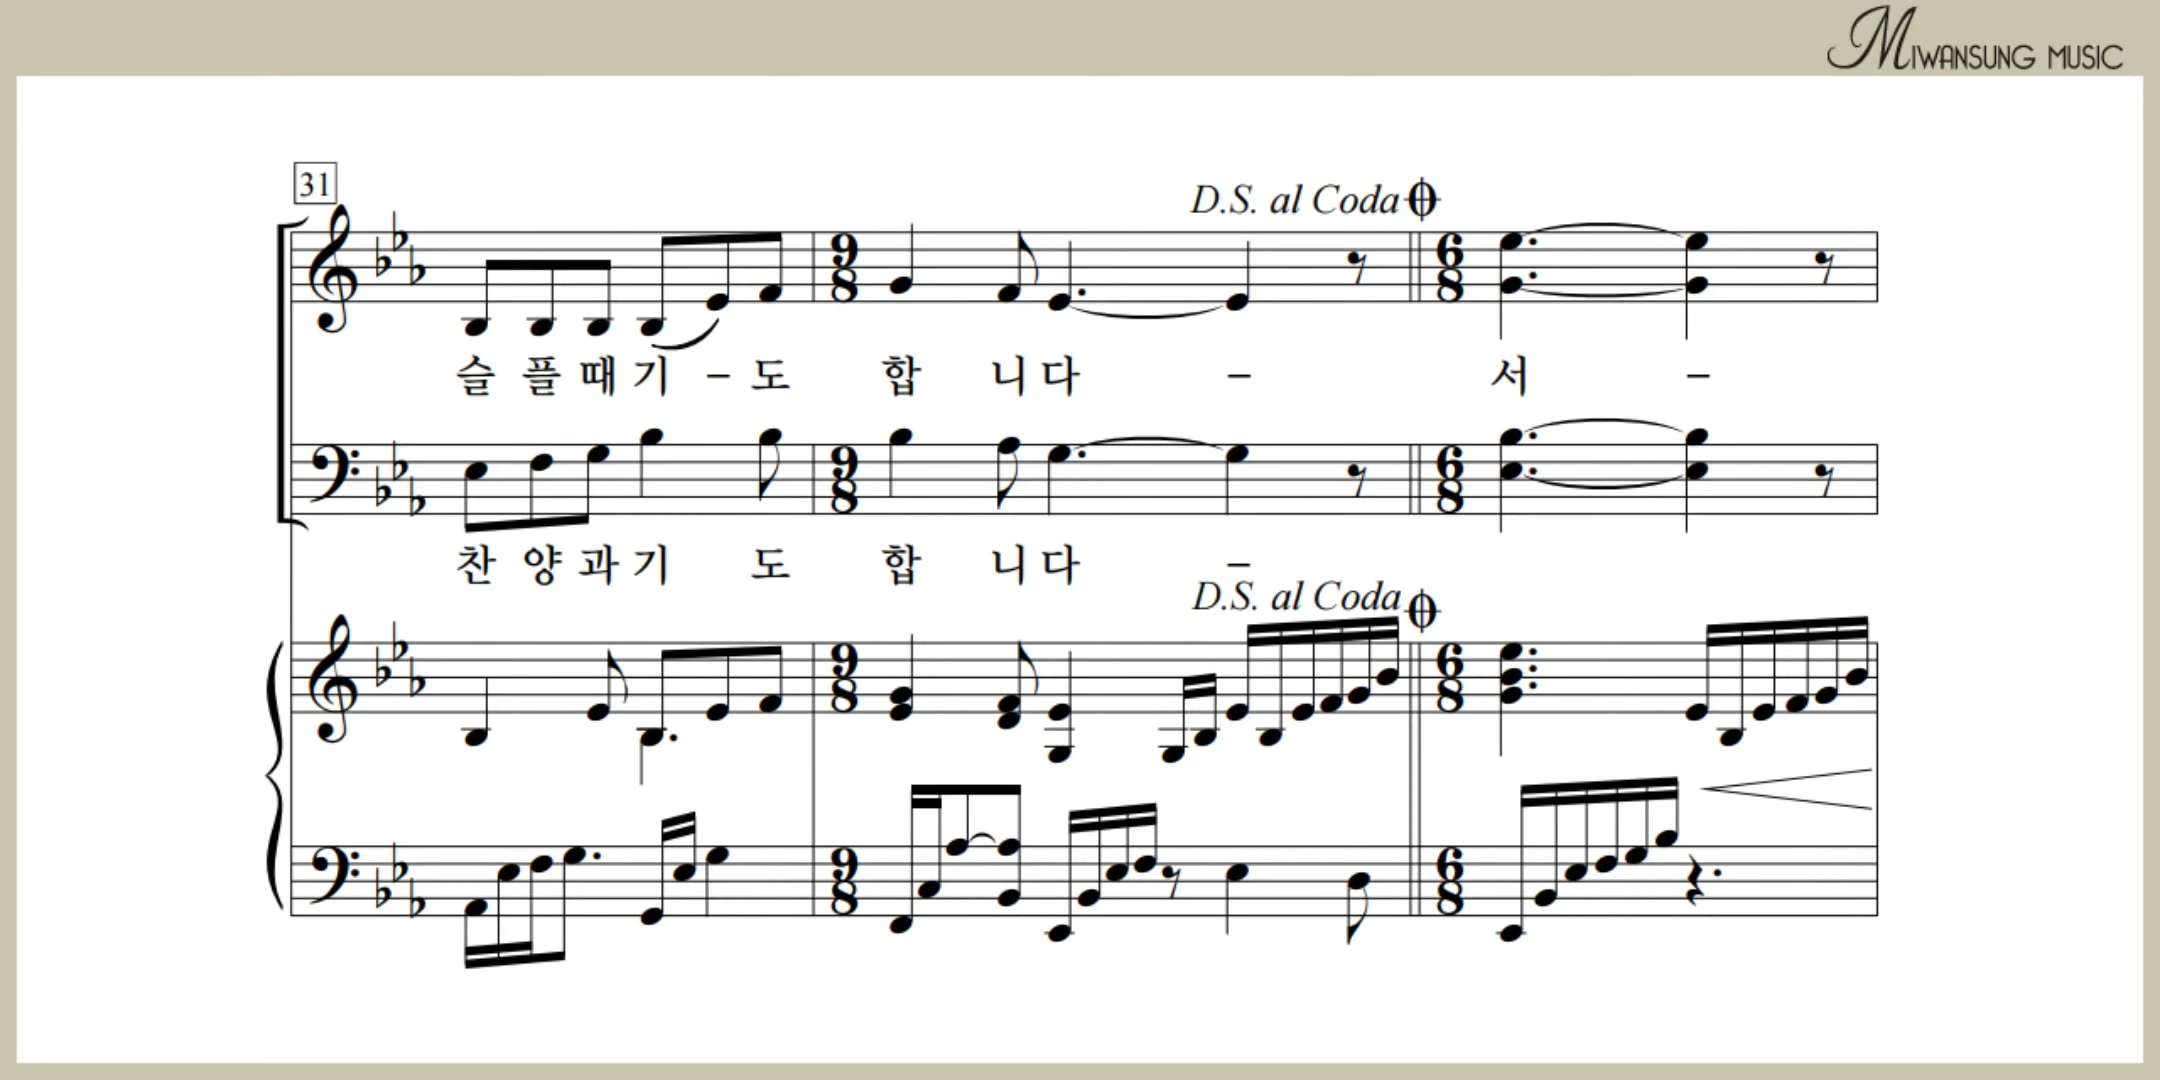 MIWANSUNG MUSIC
31
D.S. al Coda
슬 플 때 기 - 도 합 니 다 - 서 -
찬 양 과 기 도 합 니 다 -
D.S. al Coda